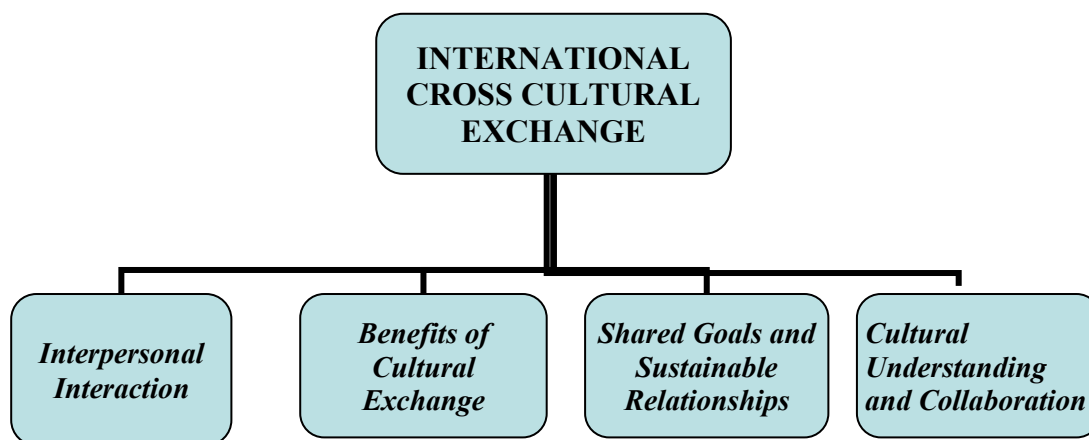 INTERNATIONAL
CROSS CULTURAL
EXCHANGE
Interpersonal
Interaction
Benefits of
Cultural
Exchange
Shared Goals and
Sustainable
Relationships
Cultural
Understanding
and Collaboration